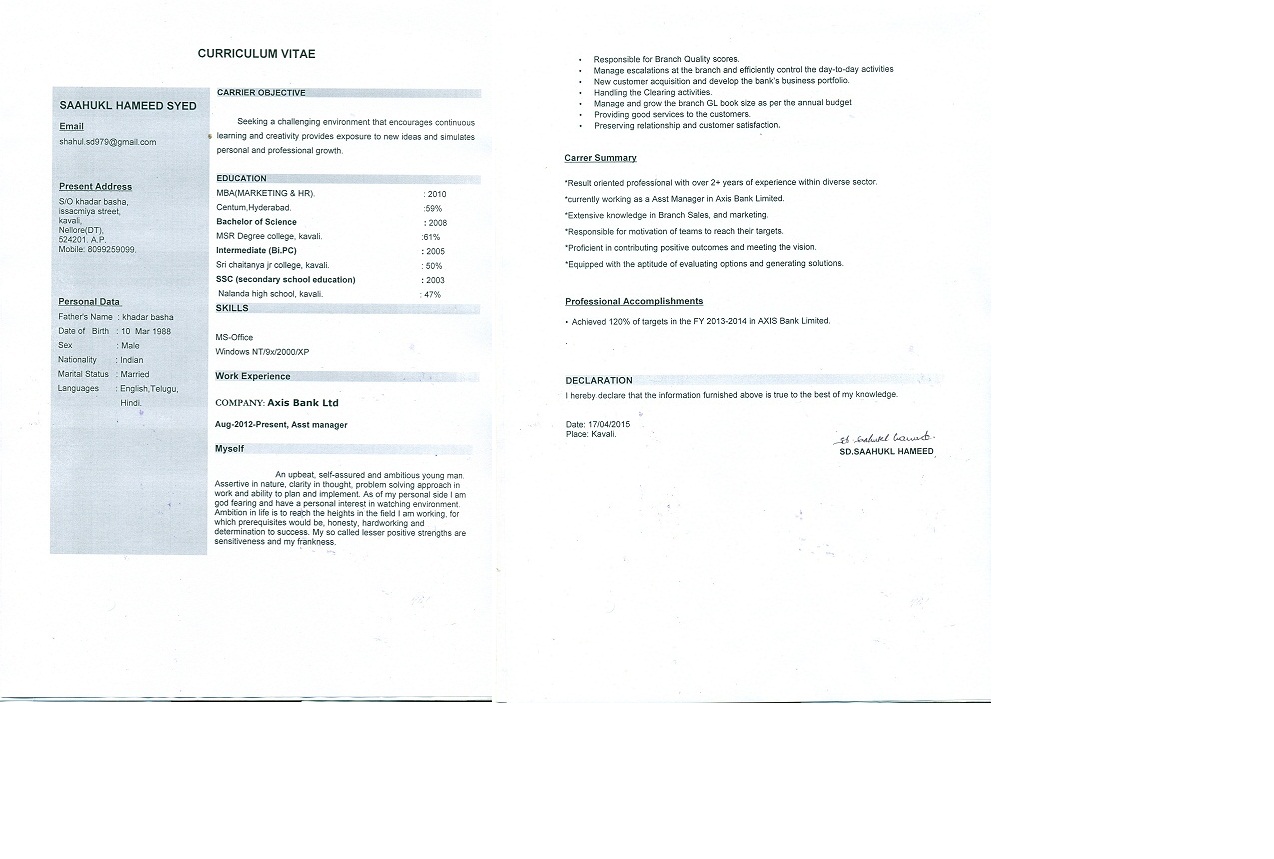 CURRICULUM VITAE
SAAHUKL HAMEED SYED
Email
shahul.sd979@gmail.com
Present Address
S/O khadar basha,
issacmiya street,
kavali,
Nellore(DT),
524201, A.P.
Mobile: 8099259099.
Personal Data
Father's Name : khadar basha
Date of Birth : 10 Mar 1988
Sex : Male
Nationality : Indian
Marital Status : Married
Languages : English,Telugu,
Hindi.
CARRIER OBJECTIVE
Seeking a challenging environment that encourages continuous
learning and creativity provides exposure to new ideas and simulates
personal and professional growth.
EDUCATION
MBA(MARKETING & HR). : 2010
Centum,Hyderabad. :59%
Bachelor of Science : 2008
MSR Degree college, kavali. :61%
Intermediate (Bi.PC) : 2005
Sri chaitanya jr college, kavali. : 50%
SSC (secondary school education) : 2003
Nalanda high school, kavali. : 47%
SKILLS
MS-Office
Windows NT/9x/2000/XP
Work Experience
COMPANY: Axis Bank Ltd
Aug-2012-Present, Asst manager
Myself
An upbeat, self-assured and ambitious young man.
Assertive in nature, clarity in thought, problem solving approach in
work and ability to plan and implement. As of my personal side I am
god fearing and have a personal interest in watching environment.
Ambition in life is to reach the heights in the field I am working, for
which prerequisites would be, honesty, hardworking and
determination to success. My so called lesser positive strengths are
sensitiveness and my frankness.
• Responsible for Branch Quality scores.
• Manage escalations at the branch and efficiently control the day-to-day activities
• New customer acquisition and develop the bank's business portfolio.
• Handling the Clearing activities.
• Manage and grow the branch GL book size as per the annual budget
• Providing good services to the customers.
• Preserving relationship and customer satisfaction.
Carrer Summary
*Result oriented professional with over 2+ years of experience within diverse sector.
*currently working as a Asst Manager in Axis Bank Limited.
*Extensive knowledge in Branch Sales, and marketing.
*Responsible for motivation of teams to reach their targets.
*Proficient in contributing positive outcomes and meeting the vision.
*Equipped with the aptitude of evaluating options and generating solutions.
Professional Accomplishments
• Achieved 120% of targets in the FY 2013-2014 in AXIS Bank Limited.
.
DECLARATION
I hereby declare that the information furnished above is true to the best of my knowledge.
Date: 17/04/2015
Place: Kavali.
SD.SAAHUKL HAMEED